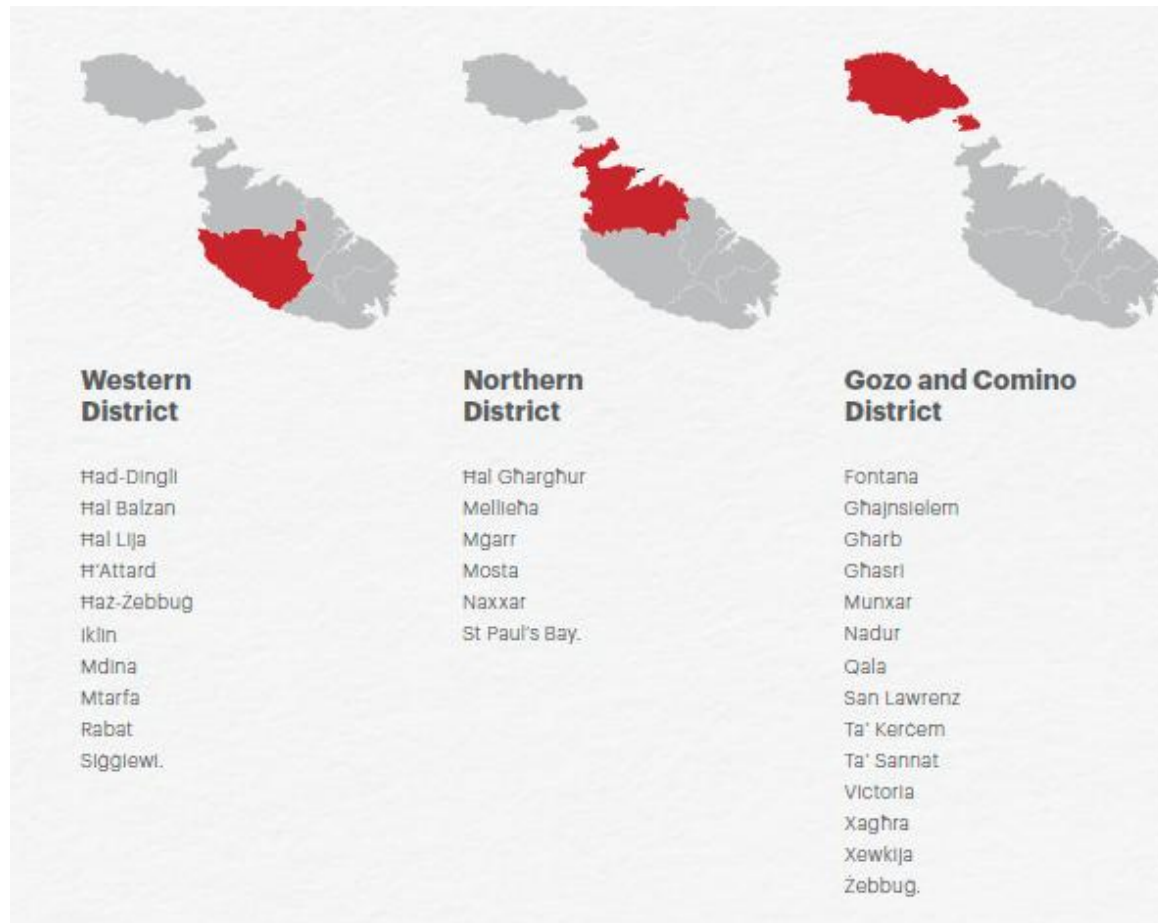 Western
District
Ħad-Dingli
Ħal Balzan
Ħal Lija
Ħ'Attard
Ħaż-Żebbuġ
Iklin
Mdina
Mtarfa
Rabat
Siġġiewi.
Northern
District
Ħal Għargħur
Mellieħa
Mġarr
Mosta
Naxxar
St Paul's Bay.
Gozo and Comino
District
Fontana
Għajnsielem
Għarb
Għasri
Munxar
Nadur
Qala
San Lawrenz
Ta' Kerċem
Ta' Sannat
Victoria
Xagħra
Xewkija
Żebbuġ.